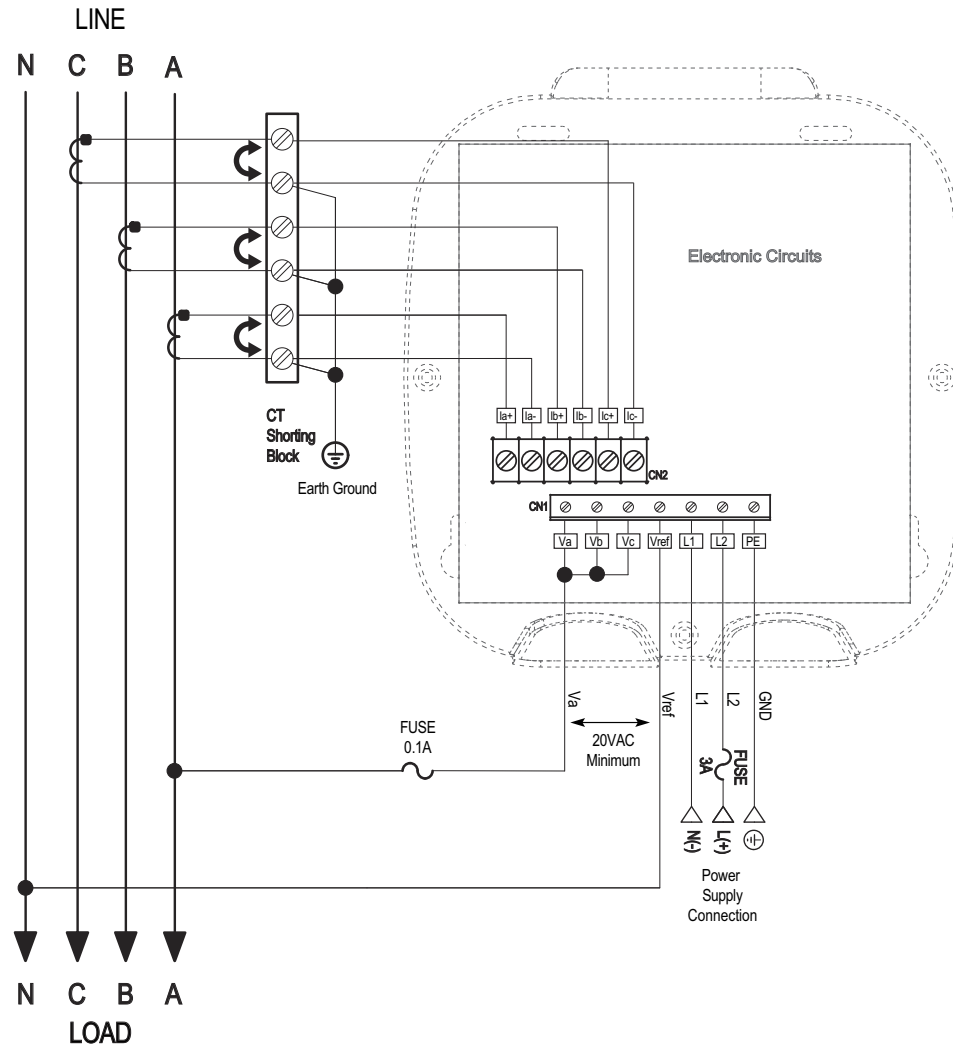 LINE
N C B A
Electronic Circuits
CT
Shorting
Block
Earth Ground
Ia+ Ia- Ib+ Ib- Ic+ Ic-
CN2
CN1
Va Vb Vc Vref L1 L2 PE
Va
Vref
L1
L2
GND
20VAC
Minimum
FUSE
0.1A
FUSE
3A
N(-)
L(+)
Power
Supply
Connection
N C B A
LOAD